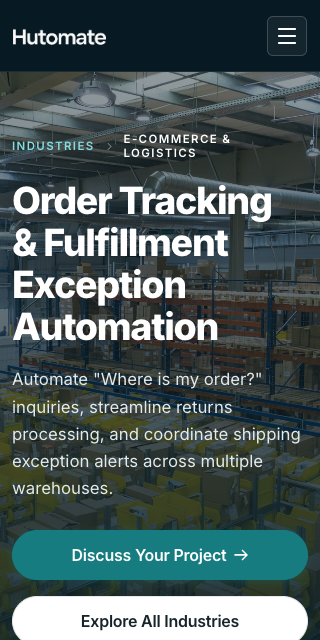 Hutomate
INDUSTRIES > E-COMMERCE &
LOGISTICS
Order Tracking
& Fulfillment
Exception
Automation
Automate "Where is my order?"
inquiries, streamline returns
processing, and coordinate shipping
exception alerts across multiple
warehouses.
Discuss Your Project →
Explore All Industries